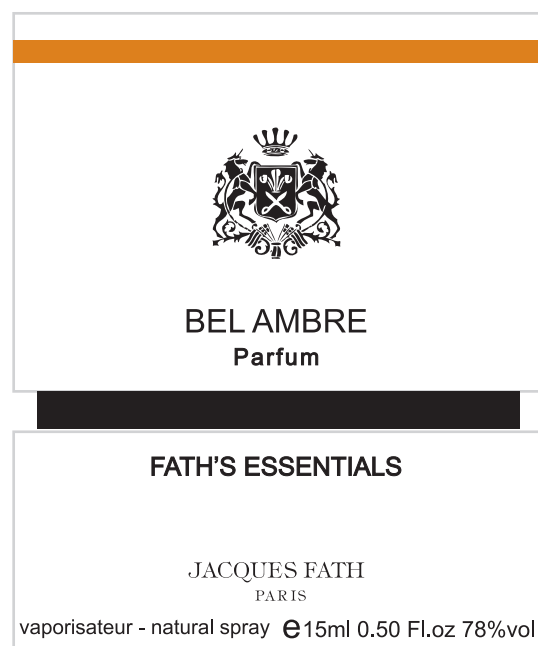 BEL AMBRE
Parfum
FATH'S ESSENTIALS
JACQUES FATH
PARIS
vaporisateur - natural spray ℮15ml 0.50 Fl.oz 78%vol